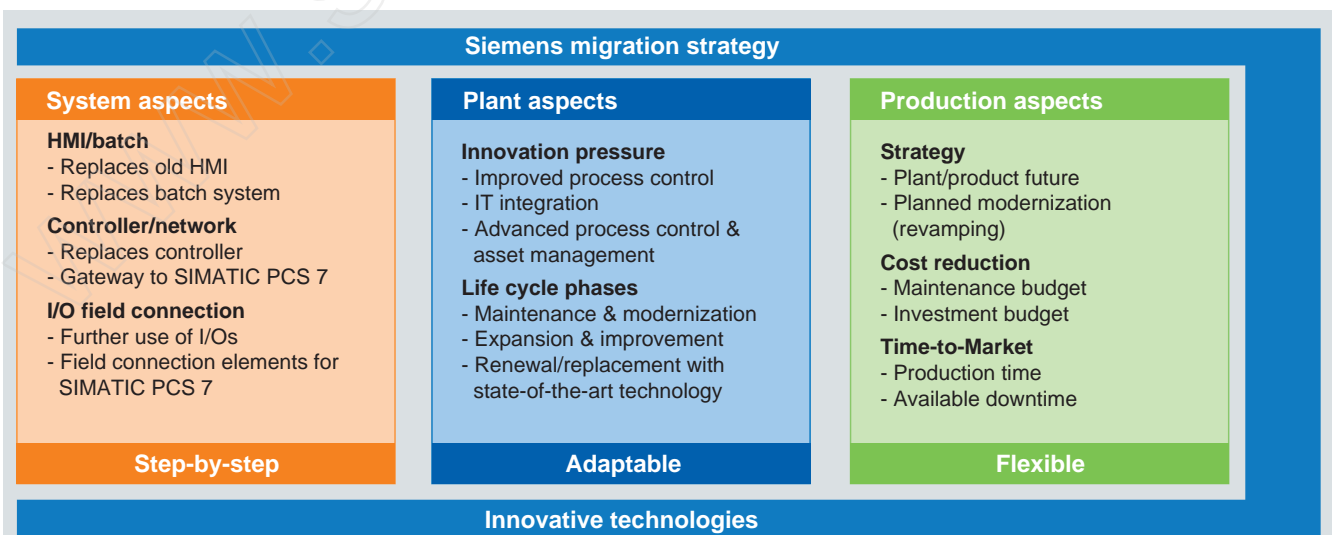 Siemens migration strategy
System aspects
HMI/batch
- Replaces old HMI
- Replaces batch system
Controller/network
- Replaces controller
- Gateway to SIMATIC PCS 7
I/O field connection
- Further use of I/Os
- Field connection elements for
SIMATIC PCS 7
Step-by-step
Plant aspects
Innovation pressure
- Improved process control
- IT integration
- Advanced process control &
asset management
Life cycle phases
- Maintenance & modernization
- Expansion & improvement
- Renewal/replacement with
state-of-the-art technology
Adaptable
Production aspects
Strategy
- Plant/product future
- Planned modernization
(revamping)
Cost reduction
- Maintenance budget
- Investment budget
Time-to-Market
- Production time
- Available downtime
Flexible
Innovative technologies